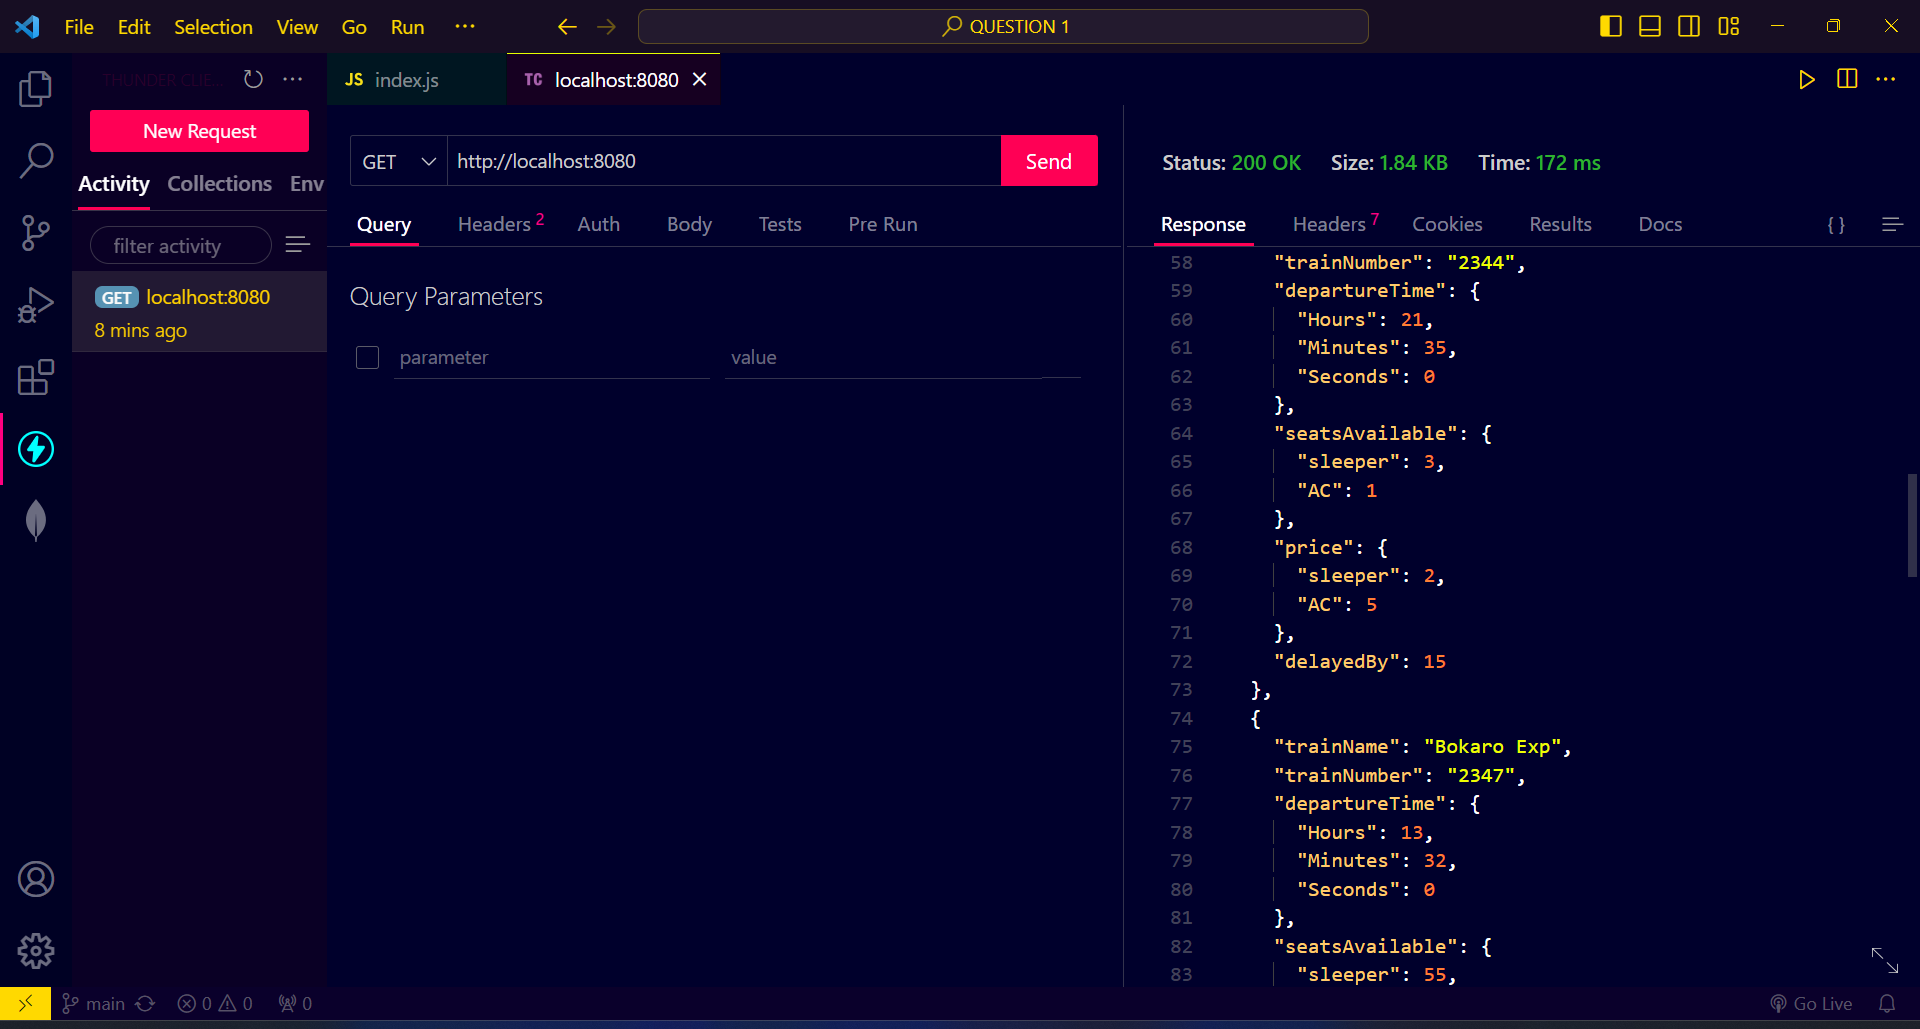 File Edit Selection View Go Run ··· QUESTION 1
THUNDER CLIE...
JS index.js TC localhost:8080
New Request
Activity Collections Env
filter activity
GET localhost:8080
8 mins ago
GET http://localhost:8080 Send
Query Headers 2 Auth Body Tests Pre Run
Query Parameters
parameter value
Status: 200 OK Size: 1.84 KB Time: 172 ms
Response Headers 7 Cookies Results Docs { }
58 "trainNumber": "2344",
59 "departureTime": {
60 "Hours": 21,
61 "Minutes": 35,
62 "Seconds": 0
63 },
64 "seatsAvailable": {
65 "sleeper": 3,
66 "AC": 1
67 },
68 "price": {
69 "sleeper": 2,
70 "AC": 5
71 },
72 "delayedBy": 15
73 },
74 {
75 "trainName": "Bokaro Exp",
76 "trainNumber": "2347",
77 "departureTime": {
78 "Hours": 13,
79 "Minutes": 32,
80 "Seconds": 0
81 },
82 "seatsAvailable": {
83 "sleeper": 55,
main 0 0 0 Go Live